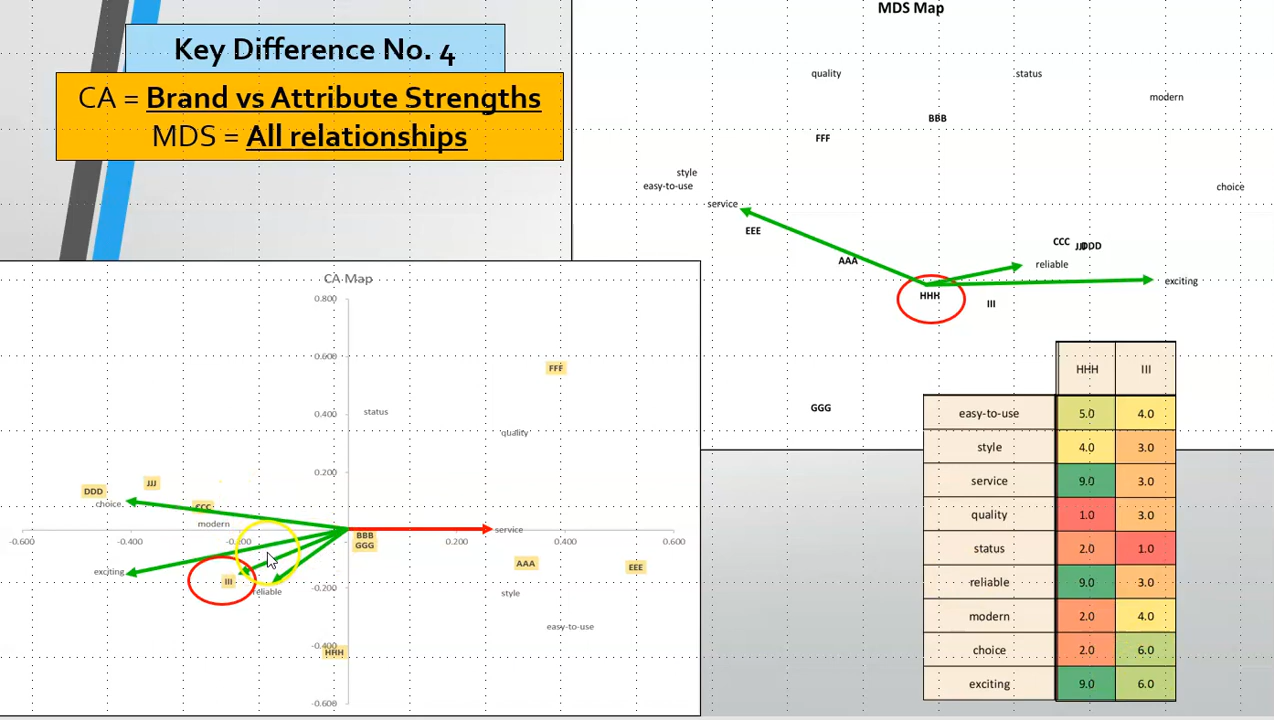 Key Difference No. 4
CA = Brand vs Attribute Strengths
MDS = All relationships
MDS Map
quality
status
modern
BBB
FFF
style
easy-to-use
choice
service
EEE
CCC
DDD
AAA
reliable
exciting
HHH
III
GGG
CA Map
0.800
0.600
FFF
0.400
status
quality
0.200
JJJ
DDD
choice
CCC
modern
service
-0.600
-0.400
-0.200
0.200
0.400
0.600
BBB
GGG
AAA
EEE
exciting
III
-0.200
reliable
style
easy-to-use
-0.400
HHH
-0.600
HHH III
easy-to-use 5.0 4.0
style 4.0 3.0
service 9.0 3.0
quality 1.0 3.0
status 2.0 1.0
reliable 9.0 3.0
modern 2.0 4.0
choice 2.0 6.0
exciting 9.0 6.0